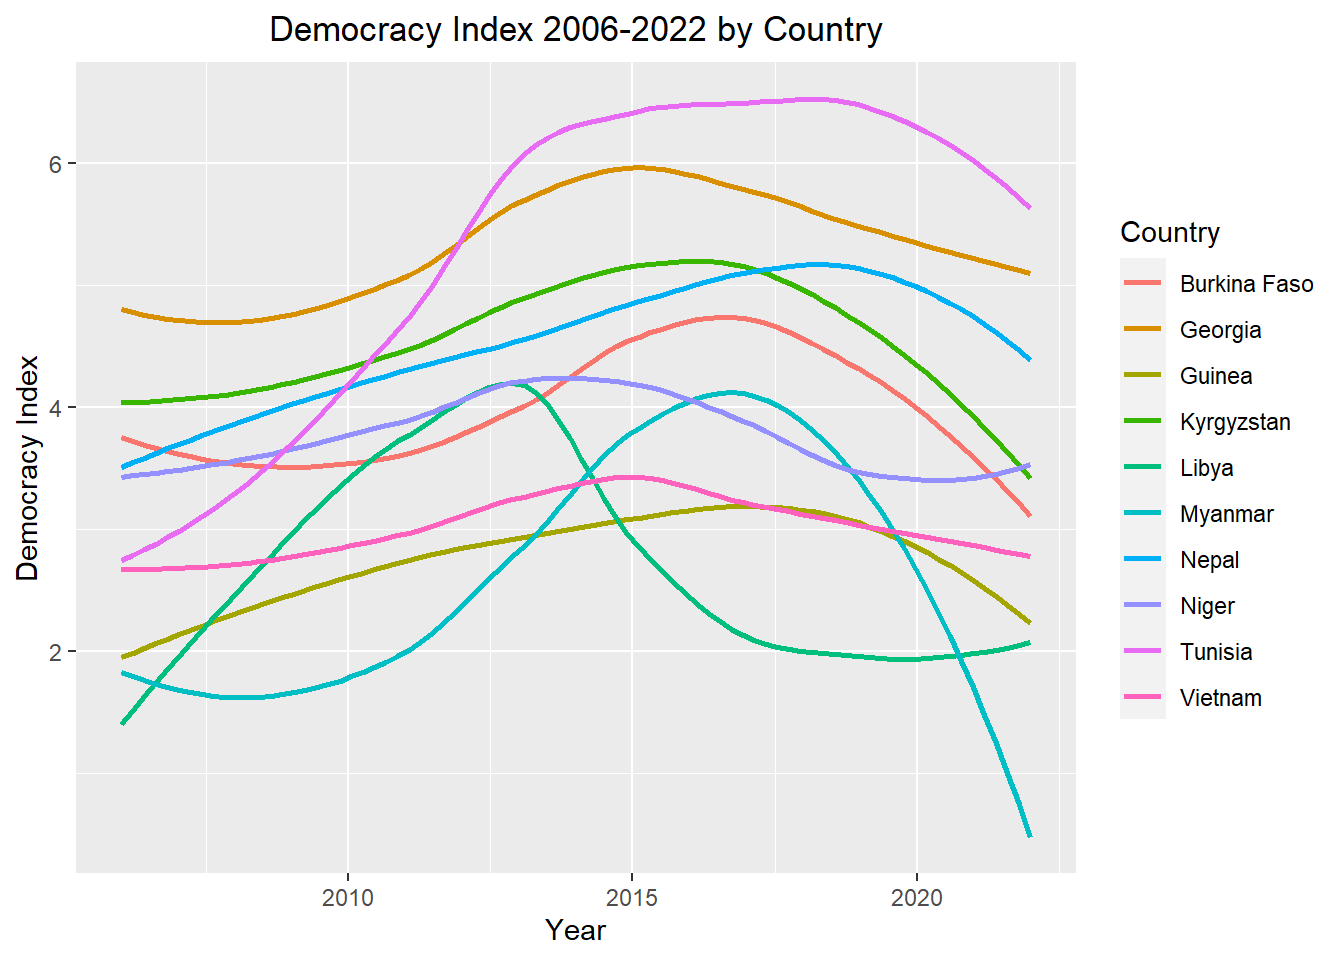 Democracy Index 2006-2022 by Country
6
4
2
Democracy Index
2010
2015
2020
Year
Country
Burkina Faso
Georgia
Guinea
Kyrgyzstan
Libya
Myanmar
Nepal
Niger
Tunisia
Vietnam